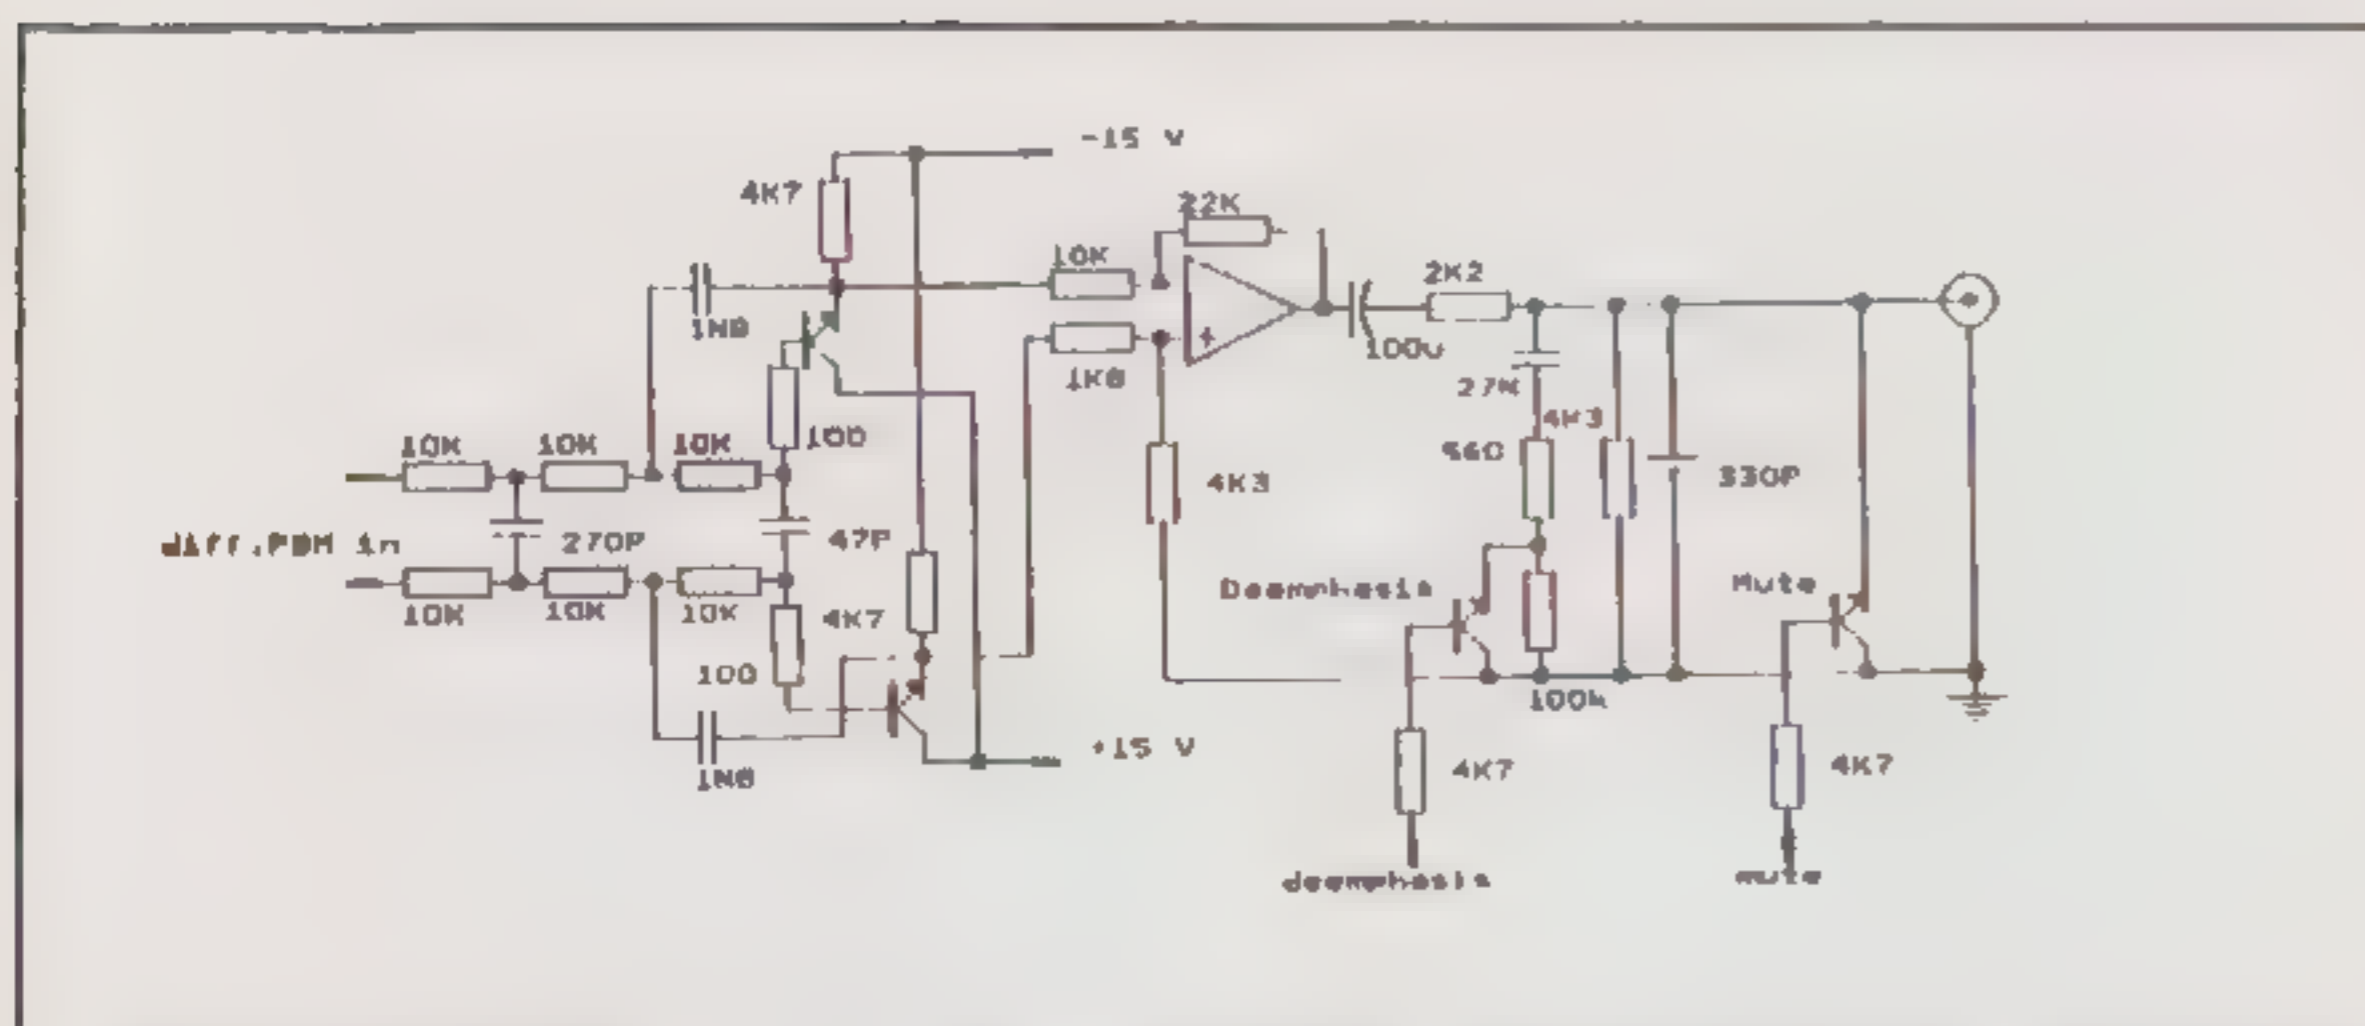 -15 V
4K7
22K
10K
2K2
1N8
100u
1K8
27N
4K3
10K
10K
10K
100
560
4K3
330P
diff.PDM in
270P
47P
Deemphasis
Mute
10K
10K
10K
4K7
100
100k
+15 V
1N8
4K7
4K7
deemphasis
mute